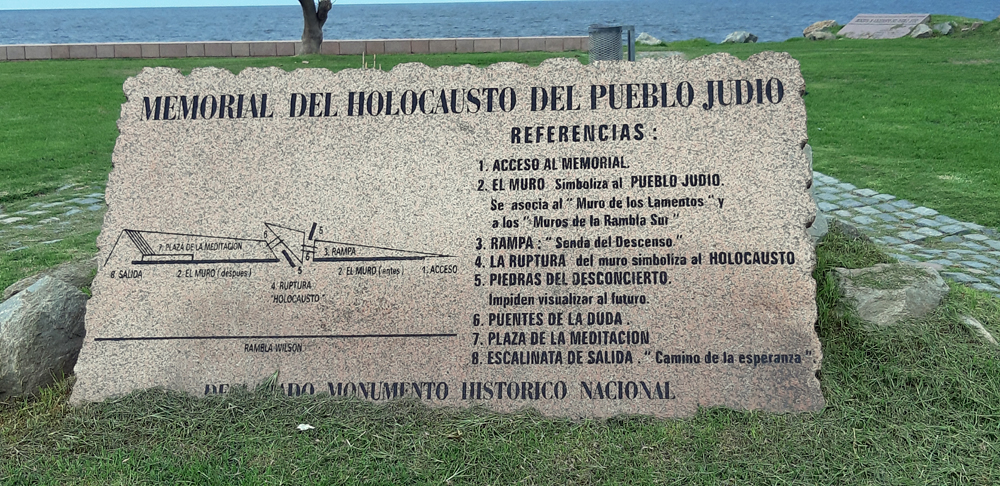 MEMORIAL DEL HOLOCAUSTO DEL PUEBLO JUDIO
REFERENCIAS :
1. ACCESO AL MEMORIAL.
2. EL MURO Simboliza al PUEBLO JUDIO.
Se asocia al "Muro de los Lamentos" y
a los "Muros de la Rambla Sur"
3. RAMPA : "Senda del Descenso."
4. LA RUPTURA del muro simboliza al HOLOCAUSTO
5. PIEDRAS DEL DESCONCIERTO.
Impiden visualizar al futuro.
6. PUENTES DE LA DUDA.
7. PLAZA DE LA MEDITACION
8. ESCALINATA DE SALIDA. "Camino de la esperanza".
7. PLAZA DE LA MEDITACION
6
5
3. RAMPA
8. SALIDA
2. EL MURO (despues)
5
6
2. EL MURO (antes)
1. ACCESO
4. RUPTURA
"HOLOCAUSTO"
RAMBLA WILSON
MONUMENTO HISTORICO NACIONAL